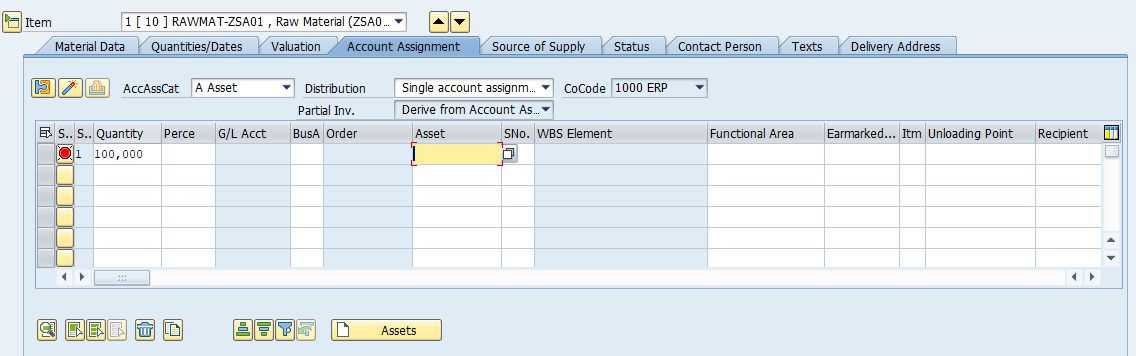 Item 1 [ 10 ] RAWMAT-ZSA01 , Raw Material (ZSA0...
Material Data Quantities/Dates Valuation Account Assignment Source of Supply Status Contact Person Texts Delivery Address
AccAssCat A Asset Distribution Single account assignm... CoCode 1000 ERP
Partial Inv. Derive from Account As...
S.. S.. Quantity Perce G/L Acct BusA Order Asset SNo. WBS Element Functional Area Earmarked... Itm Unloading Point Recipient
1 100,000
Assets